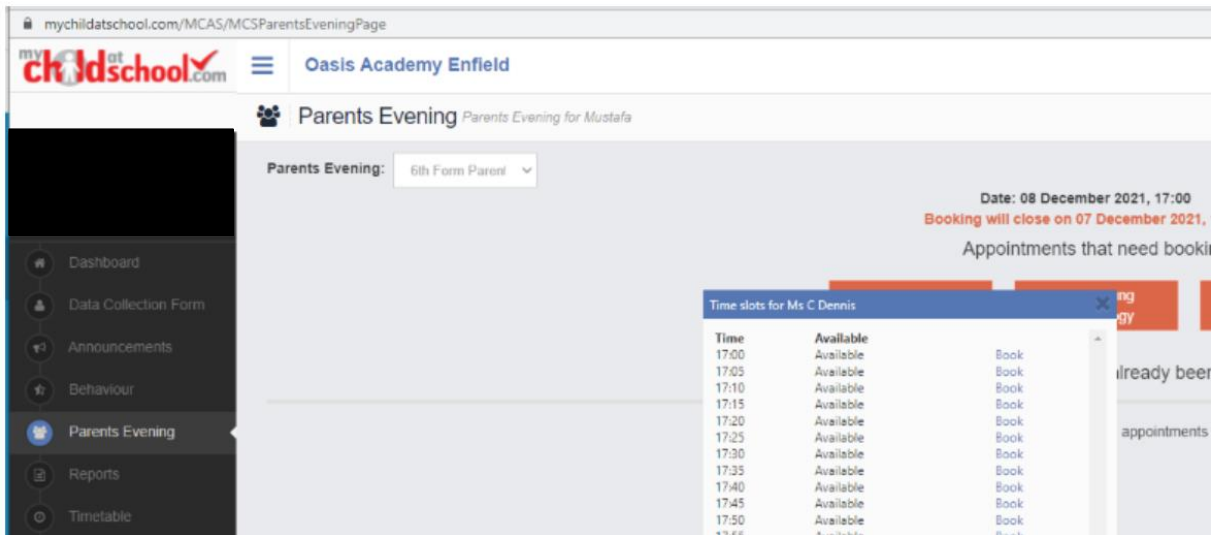 mychildatschool.com/MCAS/MCSParentsEveningPage
my child at school.com
Oasis Academy Enfield
Parents Evening Parents Evening for Mustafa
Parents Evening: 6th Form Parent
Date: 08 December 2021, 17:00
Booking will close on 07 December 2021,
Appointments that need booki
ng
gy
already been
appointments
Dashboard
Data Collection Form
Announcements
Behaviour
Parents Evening
Reports
Timetable
Time slots for Ms C Dennis
Time Available
17:00 Available Book
17:05 Available Book
17:10 Available Book
17:15 Available Book
17:20 Available Book
17:25 Available Book
17:30 Available Book
17:35 Available Book
17:40 Available Book
17:45 Available Book
17:50 Available Book